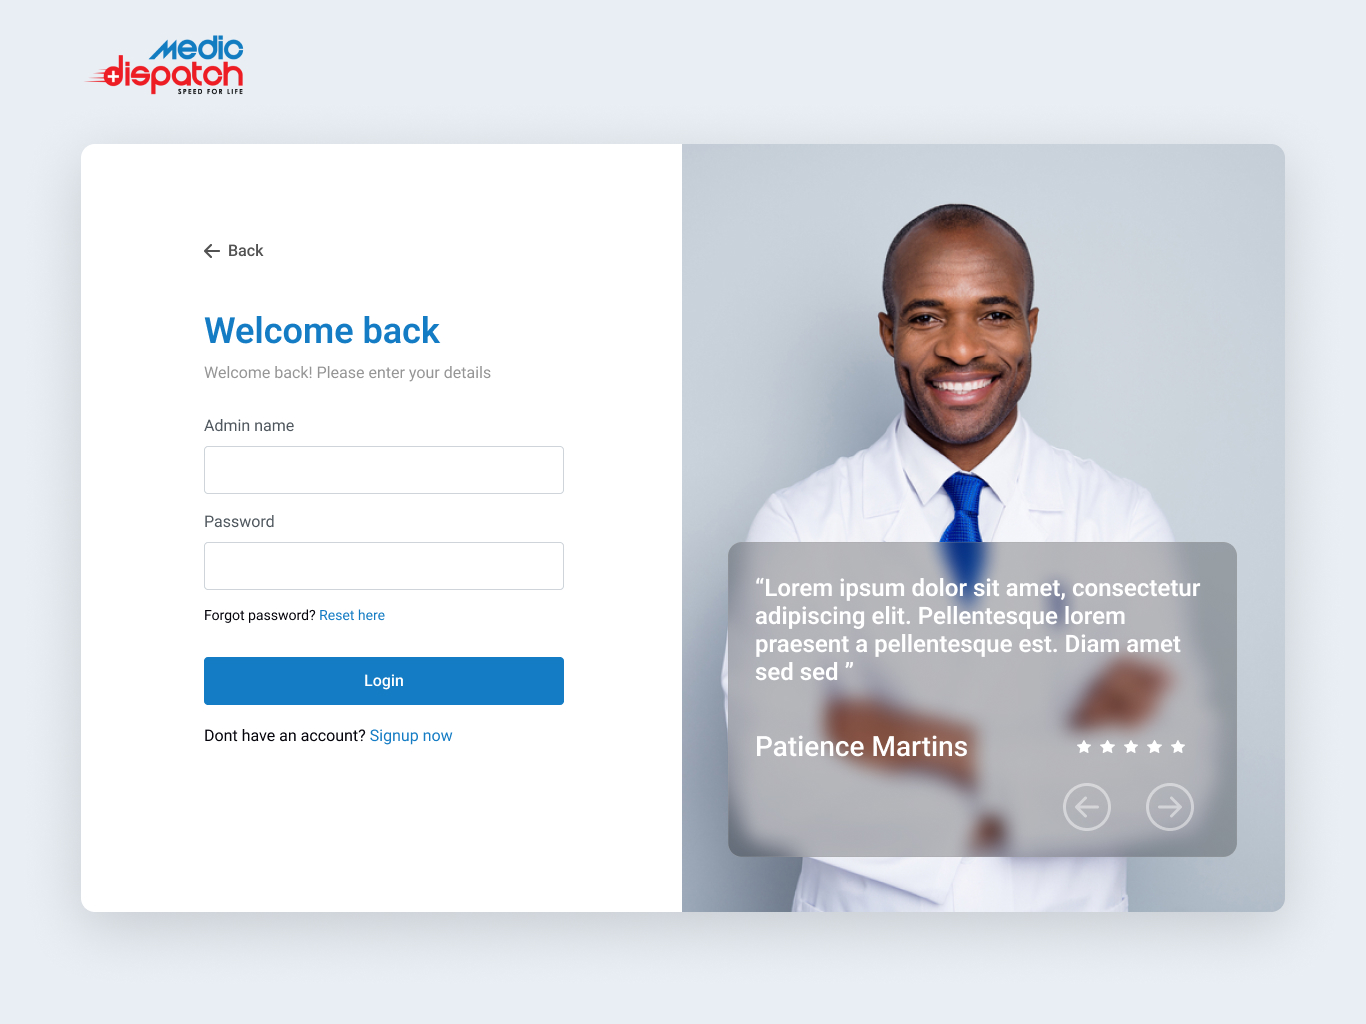 Medic
dispatch
SPEED FOR LIFE
Back
Welcome back
Welcome back! Please enter your details
Admin name
Password
Forgot password? Reset here
Login
Dont have an account? Signup now
“Lorem ipsum dolor sit amet, consectetur
adipiscing elit. Pellentesque lorem
praesent a pellentesque est. Diam amet
sed sed ”
Patience Martins